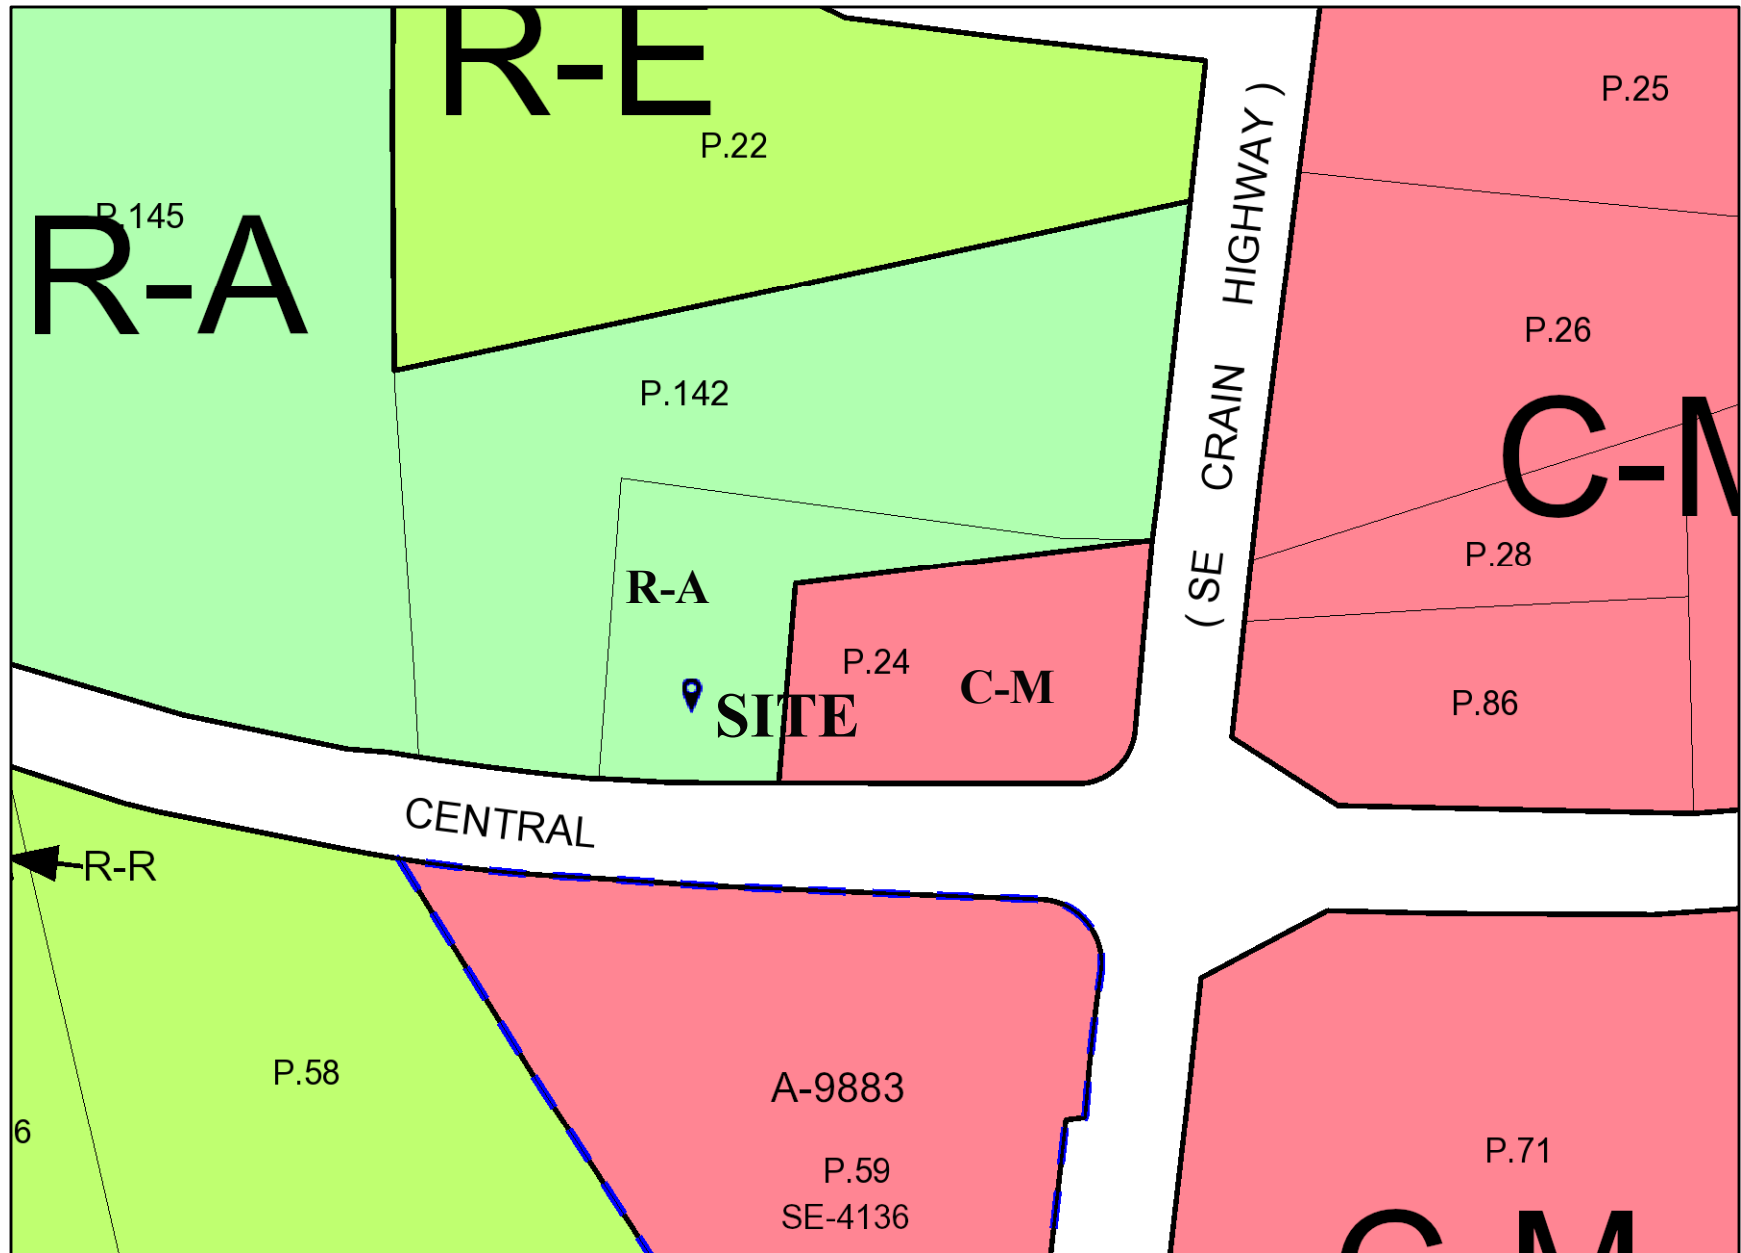 R-E
P.25
P.22
P.145
R-A
( SE CRAIN HIGHWAY )
P.26
P.142
C-M
P.28
R-A
P.24
C-M
SITE
P.86
CENTRAL
R-R
P.58
A-9883
6
P.59
P.71
SE-4136
C-M